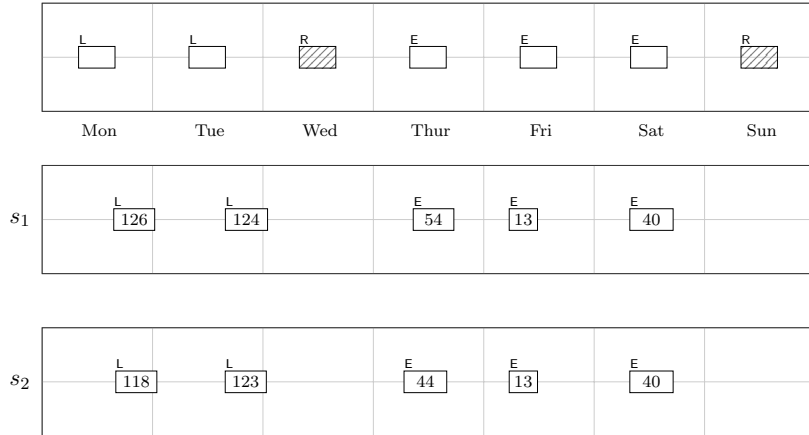 L L R E E E R
Mon Tue Wed Thur Fri Sat Sun
L L E E E
s1 126 124 54 13 40
L L E E E
s2 118 123 44 13 40